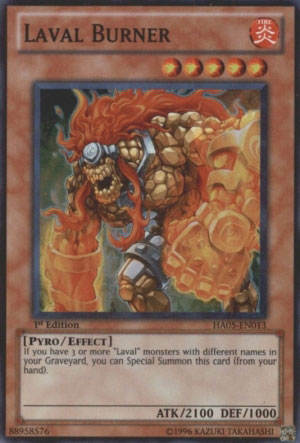 LAVAL BURNER
FIRE
炎
1st Edition
HA05-EN013
[PYRO/EFFECT]
If you have 3 or more "Laval" monsters with different names in
your Graveyard, you can Special Summon this card (from your
hand).
ATK/2100 DEF/1000
88958576
©1996 KAZUKI TAKAHASHI